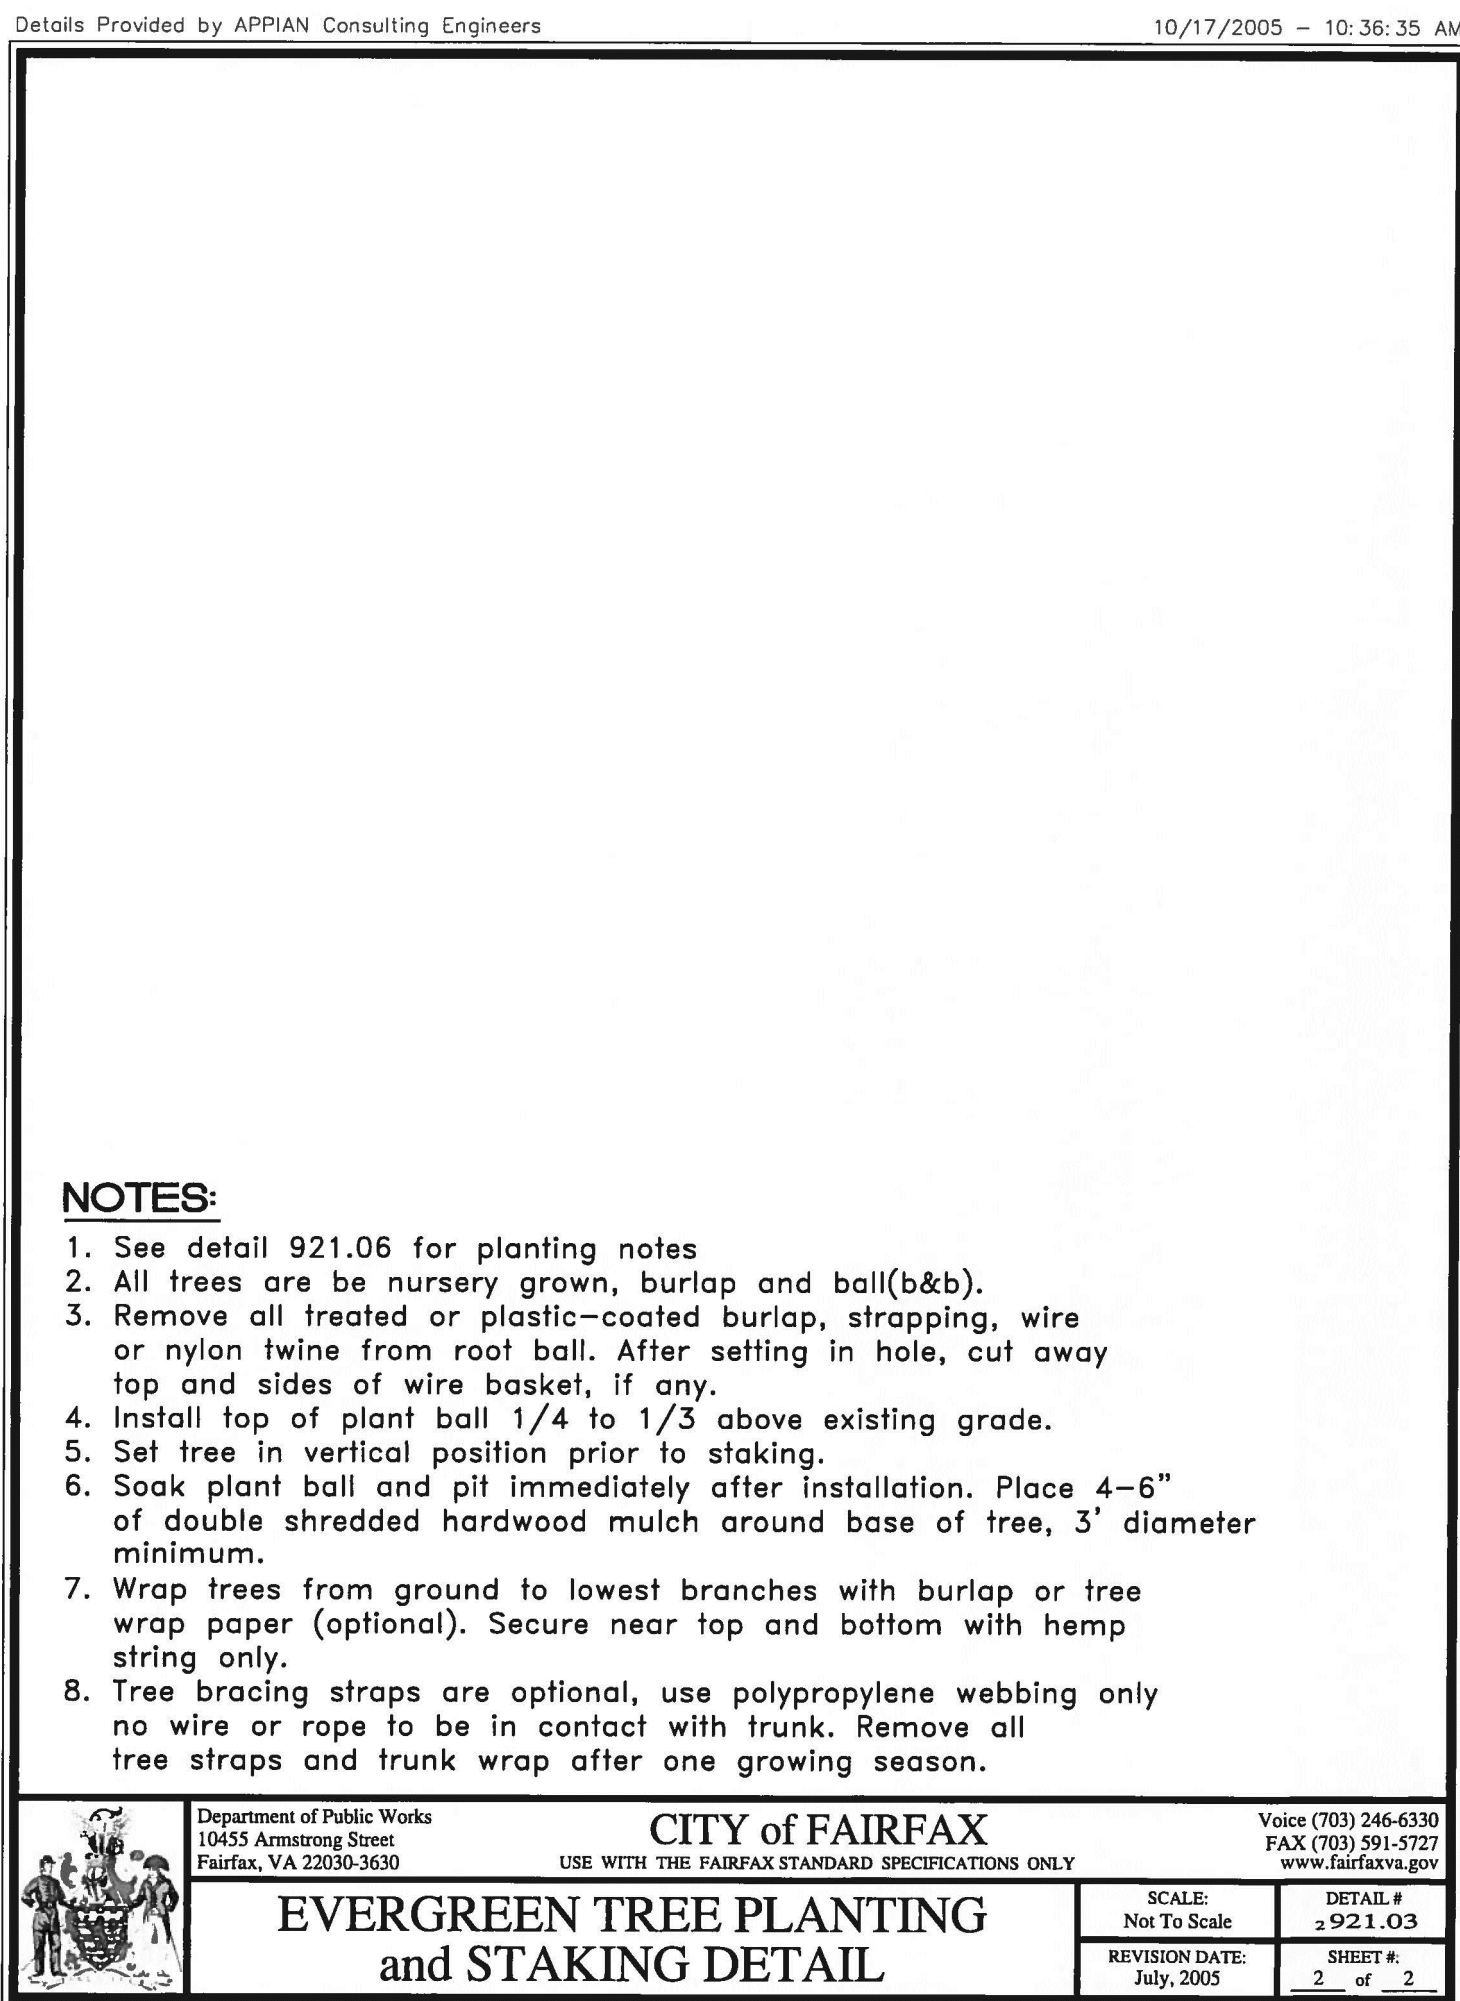 Details Provided by APPIAN Consulting Engineers
10/17/2005 – 10:36:35 AM
NOTES:
1. See detail 921.06 for planting notes
2. All trees are be nursery grown, burlap and ball(b&b).
3. Remove all treated or plastic–coated burlap, strapping, wire
or nylon twine from root ball. After setting in hole, cut away
top and sides of wire basket, if any.
4. Install top of plant ball 1/4 to 1/3 above existing grade.
5. Set tree in vertical position prior to staking.
6. Soak plant ball and pit immediately after installation. Place 4–6"
of double shredded hardwood mulch around base of tree, 3' diameter
minimum.
7. Wrap trees from ground to lowest branches with burlap or tree
wrap paper (optional). Secure near top and bottom with hemp
string only.
8. Tree bracing straps are optional, use polypropylene webbing only
no wire or rope to be in contact with trunk. Remove all
tree straps and trunk wrap after one growing season.
Department of Public Works
10455 Armstrong Street
Fairfax, VA 22030-3630
CITY of FAIRFAX
USE WITH THE FAIRFAX STANDARD SPECIFICATIONS ONLY
Voice (703) 246-6330
FAX (703) 591-5727
www.fairfaxva.gov
EVERGREEN TREE PLANTING
and STAKING DETAIL
SCALE:
Not To Scale
DETAIL #
2 921.03
REVISION DATE:
July, 2005
SHEET #:
2 of 2